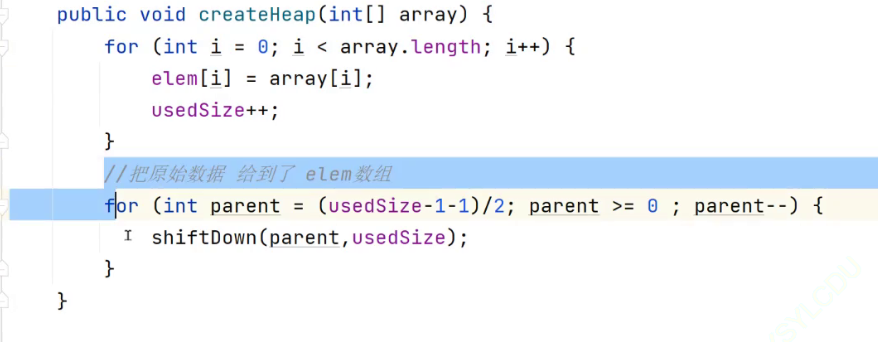 public void createHeap(int[] array) {
for (int i = 0; i < array.length; i++) {
elem[i] = array[i];
usedSize++;
}
//把原始数据 给到了 elem数组
for (int parent = (usedSize-1-1)/2; parent >= 0 ; parent--) {
shiftDown(parent,usedSize);
}
}